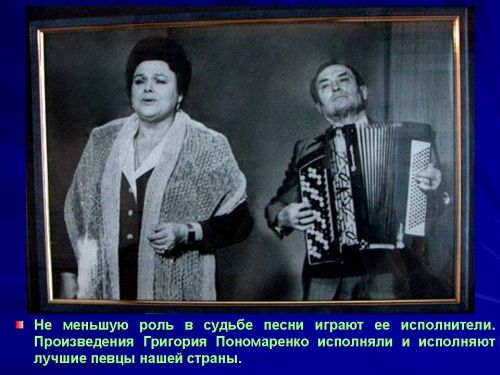 Не меньшую роль в судьбе песни играют ее исполнители.
Произведения Григория Пономаренко исполняли и исполняют
лучшие певцы нашей страны.